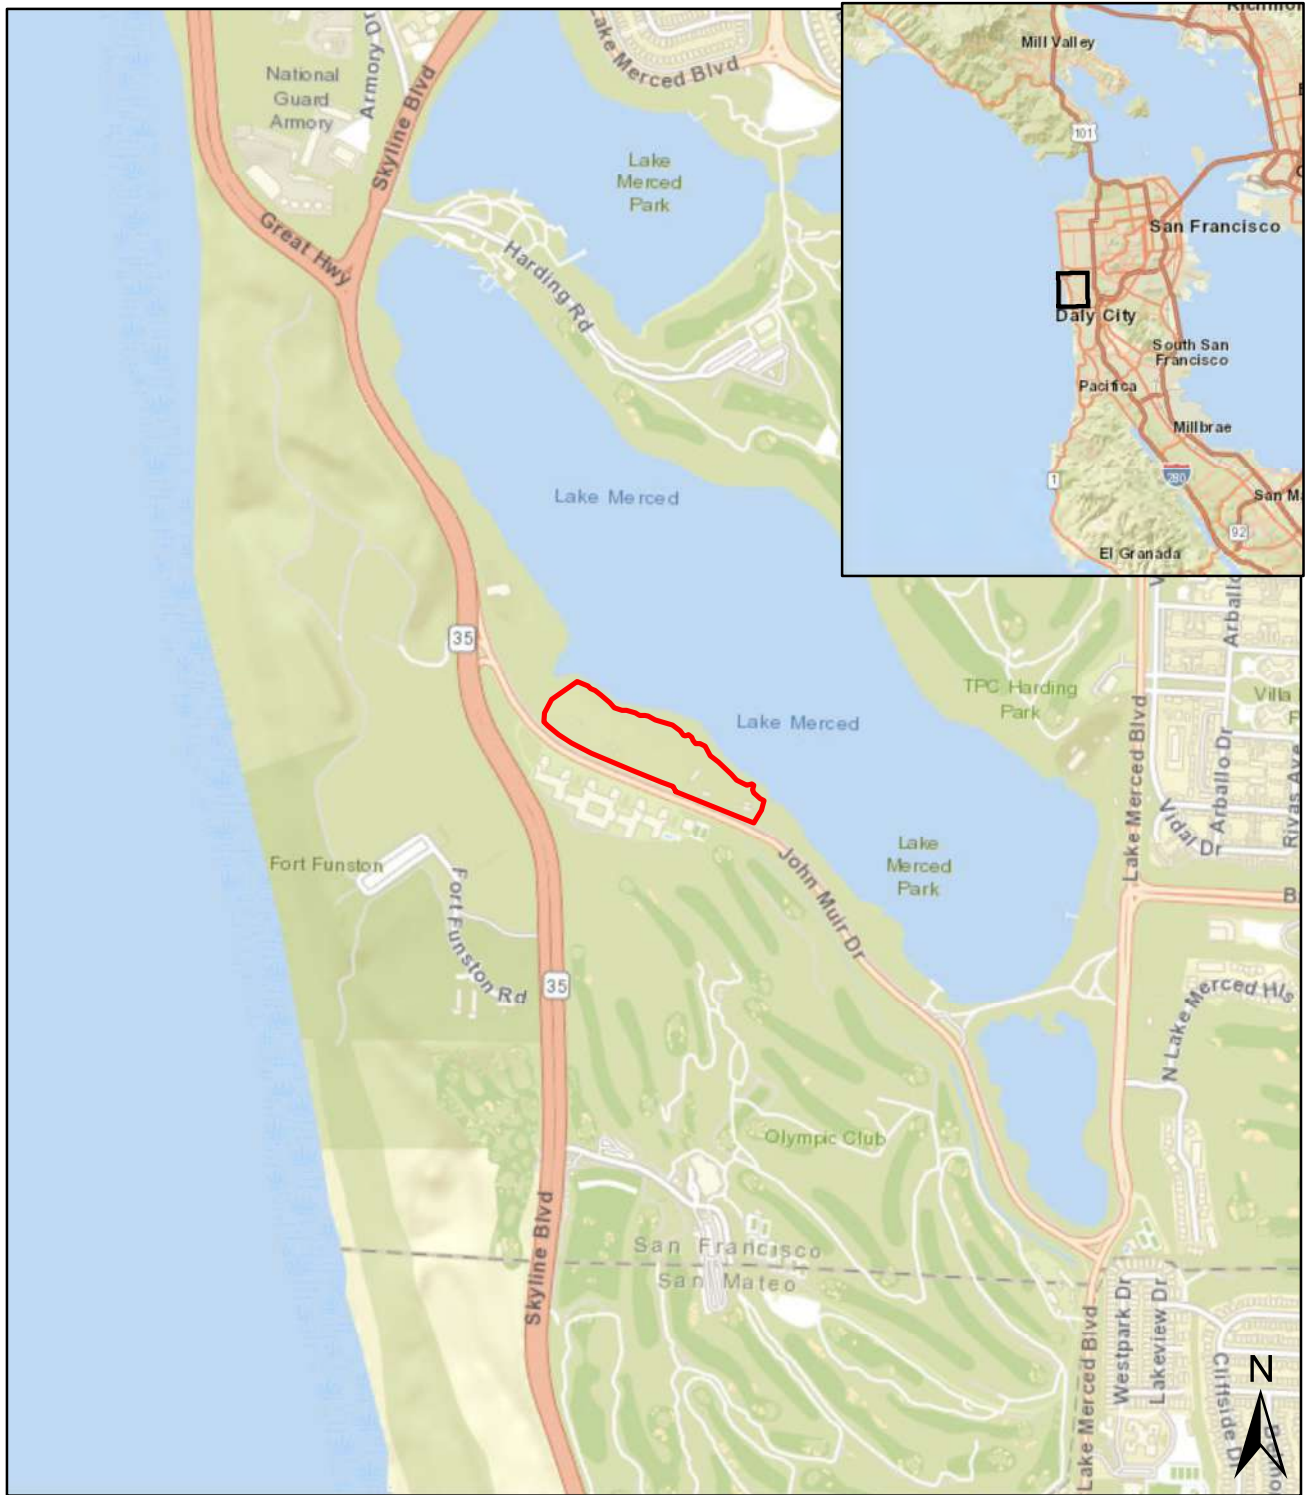 National
Guard
Armory
Skyline Blvd
Great Hwy
Lake Merced Blvd
Lake
Merced
Park
Harding Rd
Lake Merced
35
Lake Merced
TPC Harding
Park
Lake
Merced
Park
John Muir Dr
Fort Funston
Fort Funston Rd
35
Olympic Club
San Francisco
San Mateo
Skyline Blvd
Lake Merced Blvd
Lake Merced Blvd
Arballo Dr
Vidal Dr
Rivas Ave
Villa
N Lake Merced Hls
Westpark Dr
Lakeview Dr
Cliffside Dr
N
Mill Valley
101
San Francisco
Daly City
South San
Francisco
Pacifica
Millbrae
280
1
92
El Granada